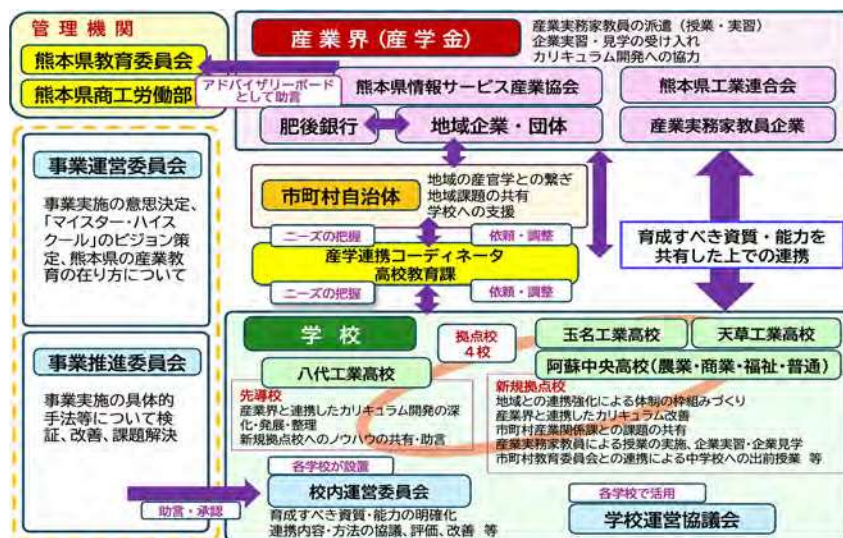 管理機関
熊本県教育委員会
熊本県商工労働部
アドバイザリーボード
として助言
産業界(産学金)
産業実務家教員の派遣(授業・実習)
企業実習・見学の受け入れ
カリキュラム開発への協力
熊本県情報サービス産業協会
熊本県工業連合会
肥後銀行
地域企業・団体
産業実務家教員企業
事業運営委員会
事業実施の意思決定、
「マイスター・ハイス
クール」のビジョン策
定、熊本県の産業教
育の在り方について
市町村自治体
地域の産官学との繋ぎ
地域課題の共有
学校への支援
ニーズの把握
依頼・調整
産学連携コーディネータ
高校教育課
ニーズの把握
依頼・調整
育成すべき資質・能力を
共有した上での連携
事業推進委員会
事業実施の具体的
手法等について検
証、改善、課題解決
学校
拠点校
4校
玉名工業高校
天草工業高校
八代工業高校
阿蘇中央高校(農業・商業・福祉・普通)
先導校
産業界と連携したカリキュラム開発の深
化・発展・整理
新規拠点校へのノウハウの共有・助言
新規拠点校
地域との連携強化による体制の枠組みづくり
産業界と連携したカリキュラム改善
市町村産業関係課との課題の共有
産業実務家教員による授業の実施、企業実習・企業見学
市町村教育委員会との連携による中学校への出前授業 等
各学校が設置
校内運営委員会
助言・承認
育成すべき資質・能力の明確化
連携内容・方法の協議、評価、改善 等
各学校で活用
学校運営協議会